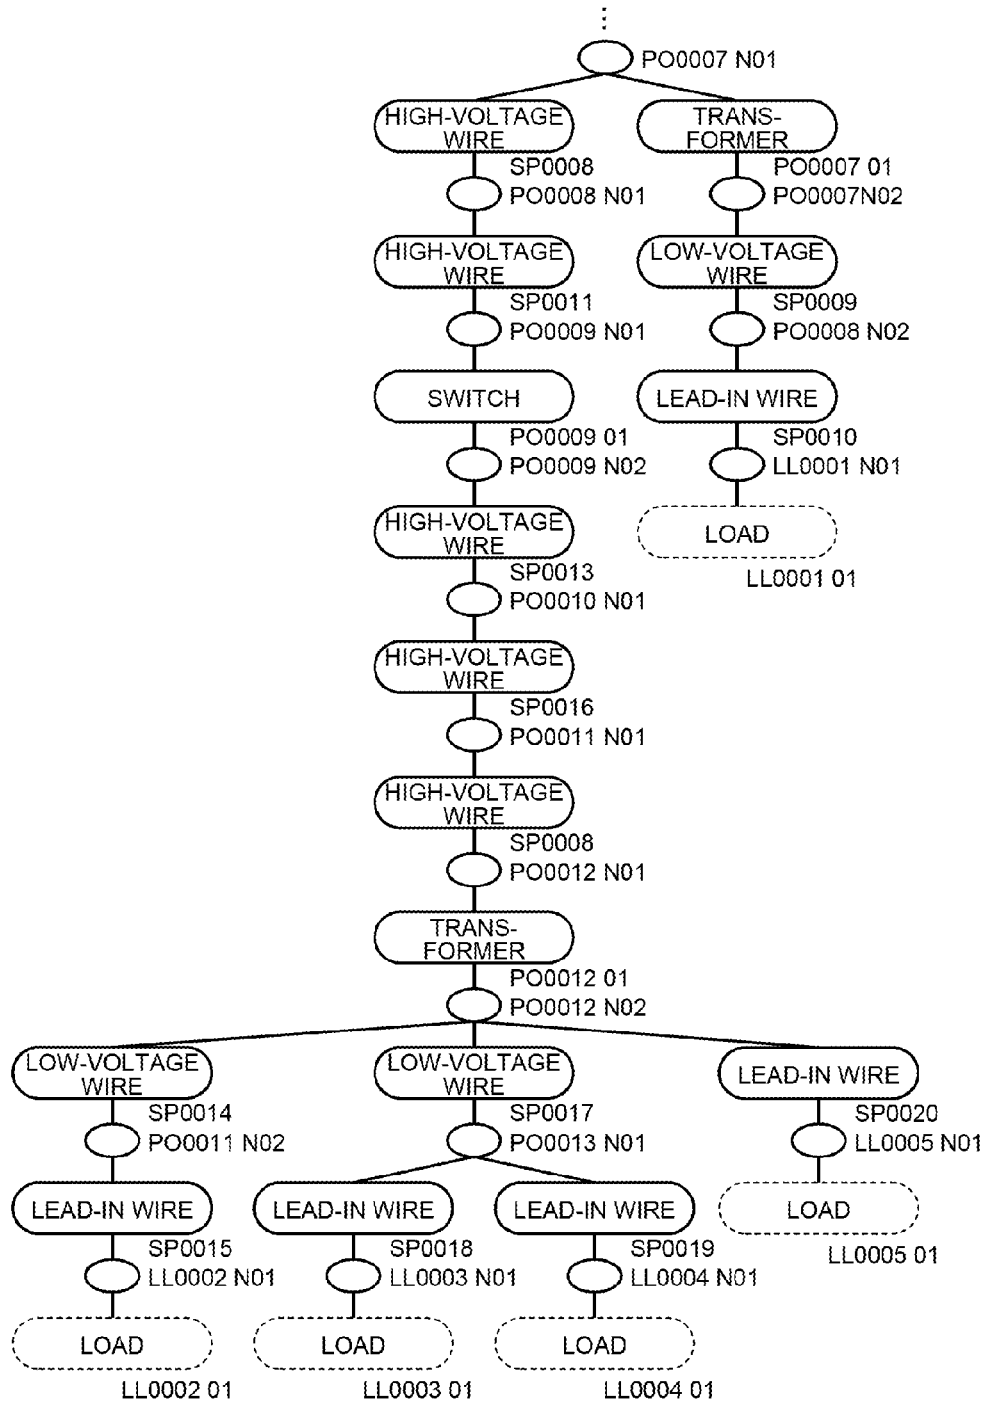 PO0007 N01
HIGH-VOLTAGE
WIRE
TRANS-
FORMER
SP0008
PO0008 N01
PO0007 01
PO0007N02
HIGH-VOLTAGE
WIRE
LOW-VOLTAGE
WIRE
SP0011
PO0009 N01
SP0009
PO0008 N02
SWITCH
LEAD-IN WIRE
PO0009 01
PO0009 N02
SP0010
LL0001 N01
HIGH-VOLTAGE
WIRE
LOAD
LL0001 01
SP0013
PO0010 N01
HIGH-VOLTAGE
WIRE
SP0016
PO0011 N01
HIGH-VOLTAGE
WIRE
SP0008
PO0012 N01
TRANS-
FORMER
PO0012 01
PO0012 N02
LOW-VOLTAGE
WIRE
LOW-VOLTAGE
WIRE
LEAD-IN WIRE
SP0014
PO0011 N02
SP0017
PO0013 N01
SP0020
LL0005 N01
LEAD-IN WIRE
LEAD-IN WIRE
LEAD-IN WIRE
LOAD
LL0005 01
SP0015
LL0002 N01
SP0018
LL0003 N01
SP0019
LL0004 N01
LOAD
LOAD
LOAD
LL0002 01
LL0003 01
LL0004 01